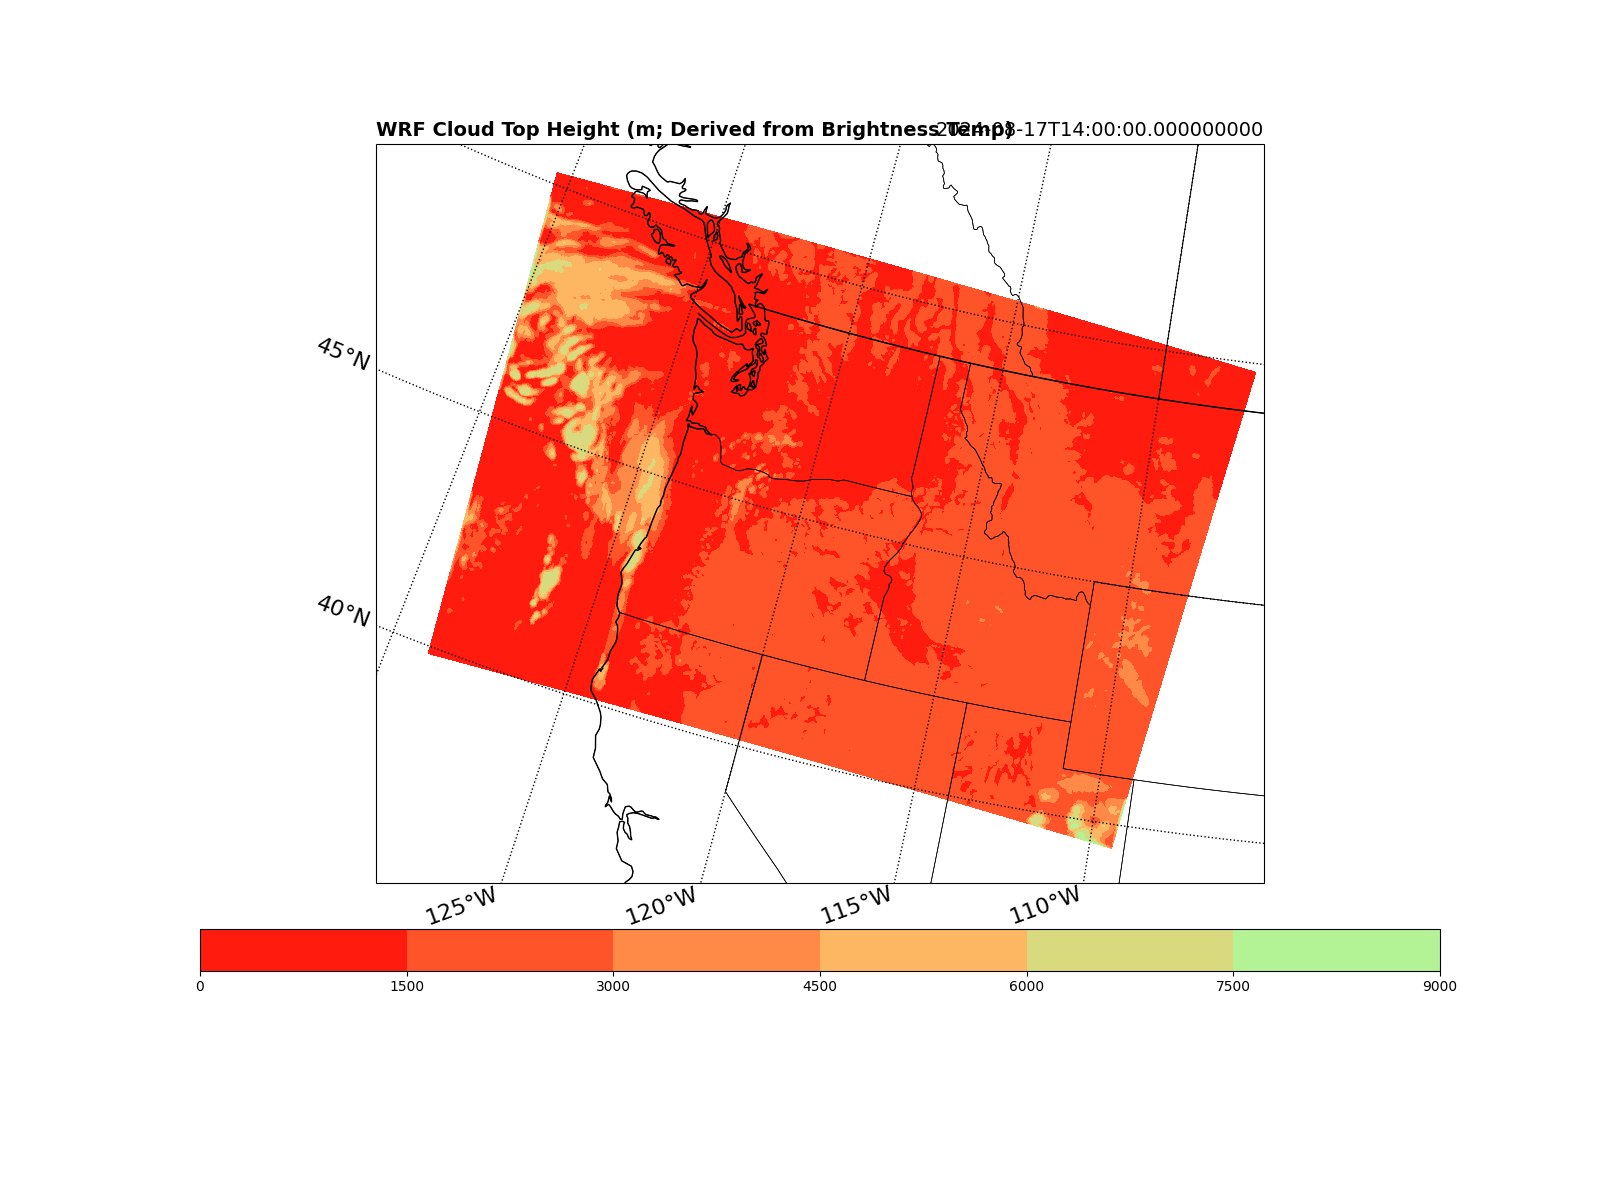 WRF Cloud Top Height (m; Derived from Brightness Temp)
2024-08-17T14:00:00.000000000
45°N
40°N
125°W 120°W 115°W 110°W
0 1500 3000 4500 6000 7500 9000